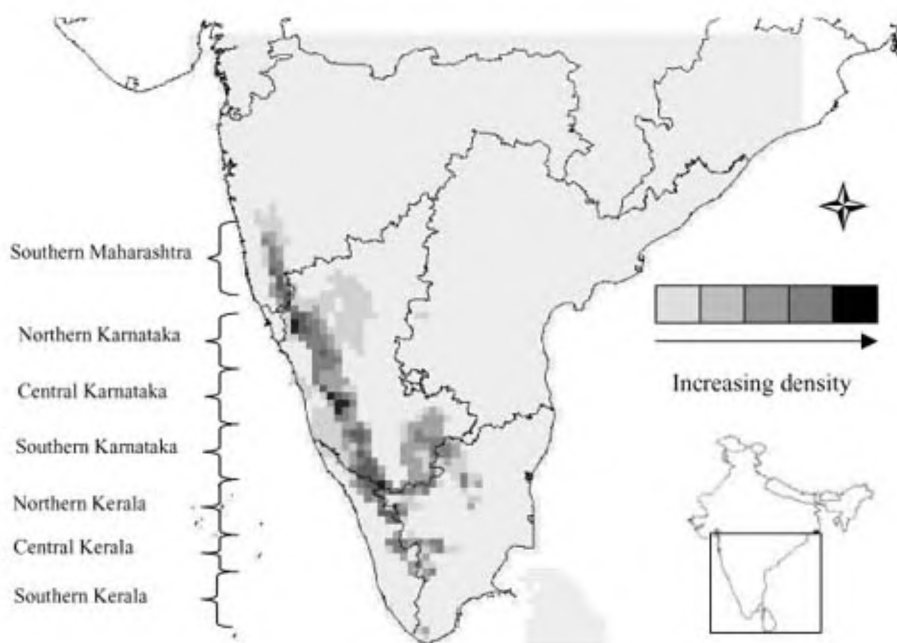 Southern Maharashtra
Northern Karnataka
Central Karnataka
Southern Karnataka
Northern Kerala
Central Kerala
Southern Kerala
Increasing density